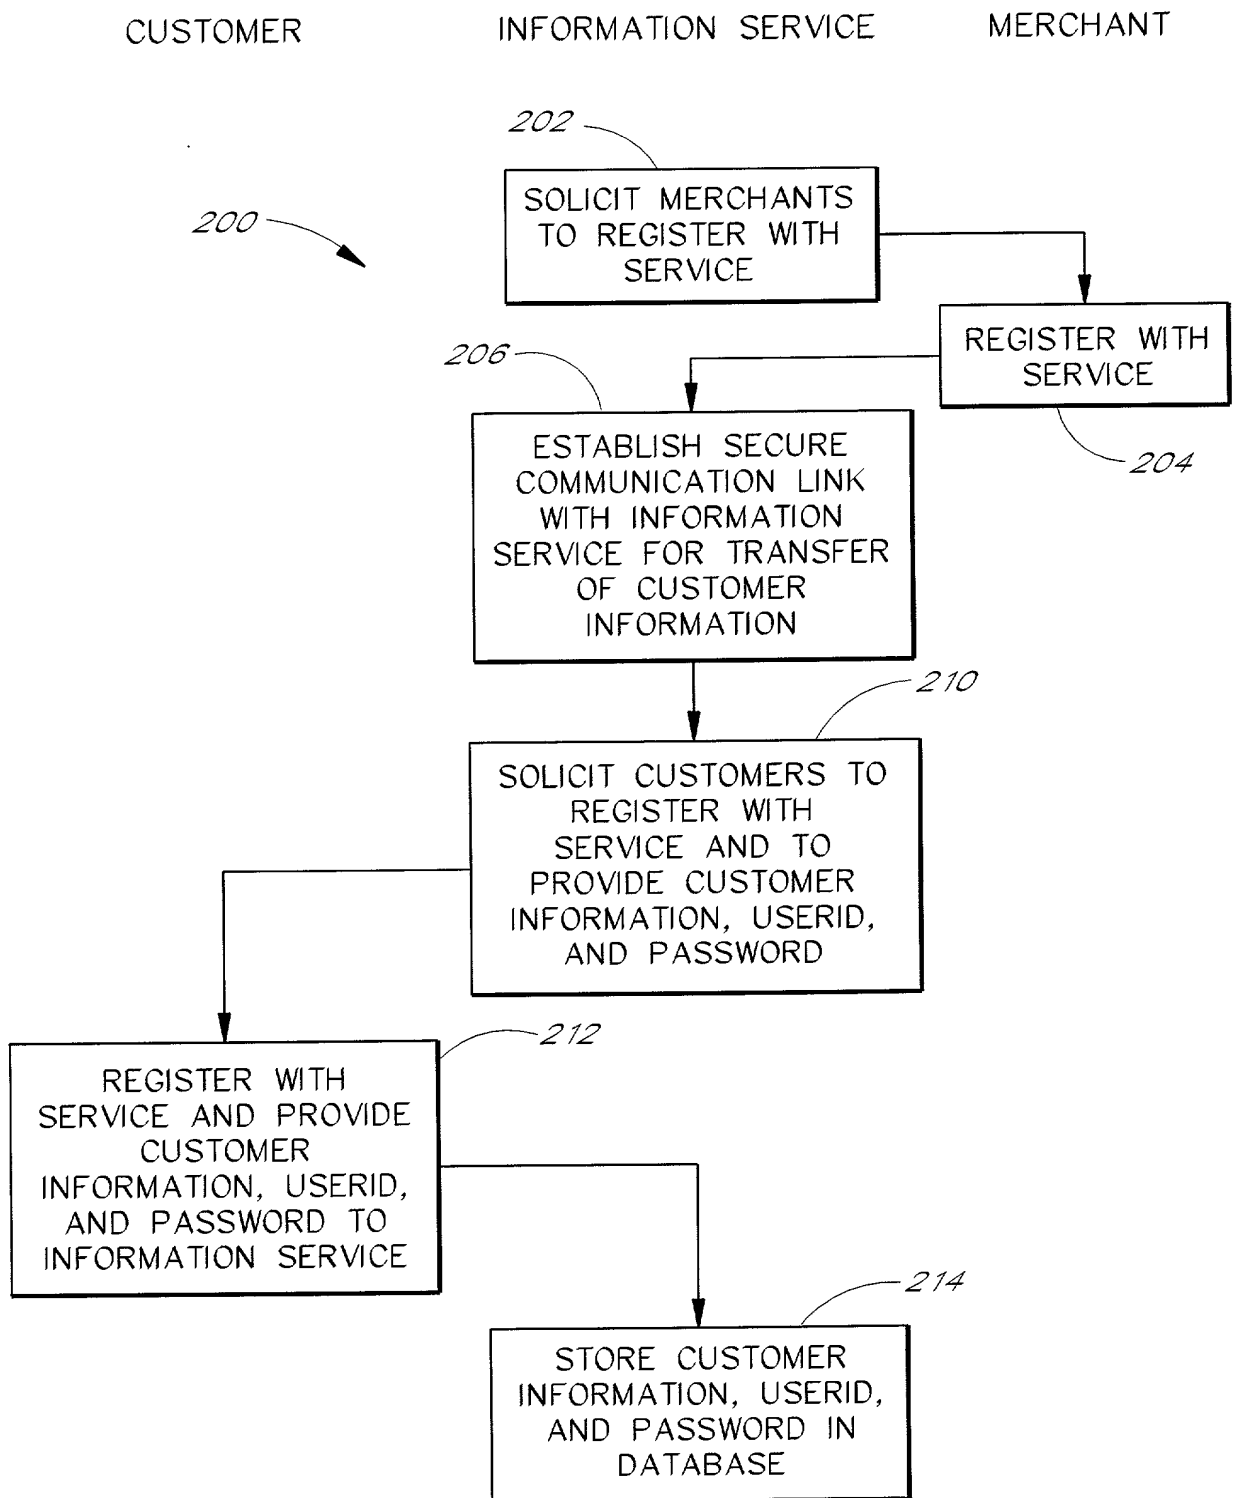 CUSTOMER INFORMATION SERVICE MERCHANT
202
SOLICIT MERCHANTS
TO REGISTER WITH
SERVICE
200
206
REGISTER WITH
SERVICE
204
ESTABLISH SECURE
COMMUNICATION LINK
WITH INFORMATION
SERVICE FOR TRANSFER
OF CUSTOMER
INFORMATION
210
SOLICIT CUSTOMERS TO
REGISTER WITH
SERVICE AND TO
PROVIDE CUSTOMER
INFORMATION, USERID,
AND PASSWORD
212
REGISTER WITH
SERVICE AND PROVIDE
CUSTOMER
INFORMATION, USERID,
AND PASSWORD TO
INFORMATION SERVICE
214
STORE CUSTOMER
INFORMATION, USERID,
AND PASSWORD IN
DATABASE